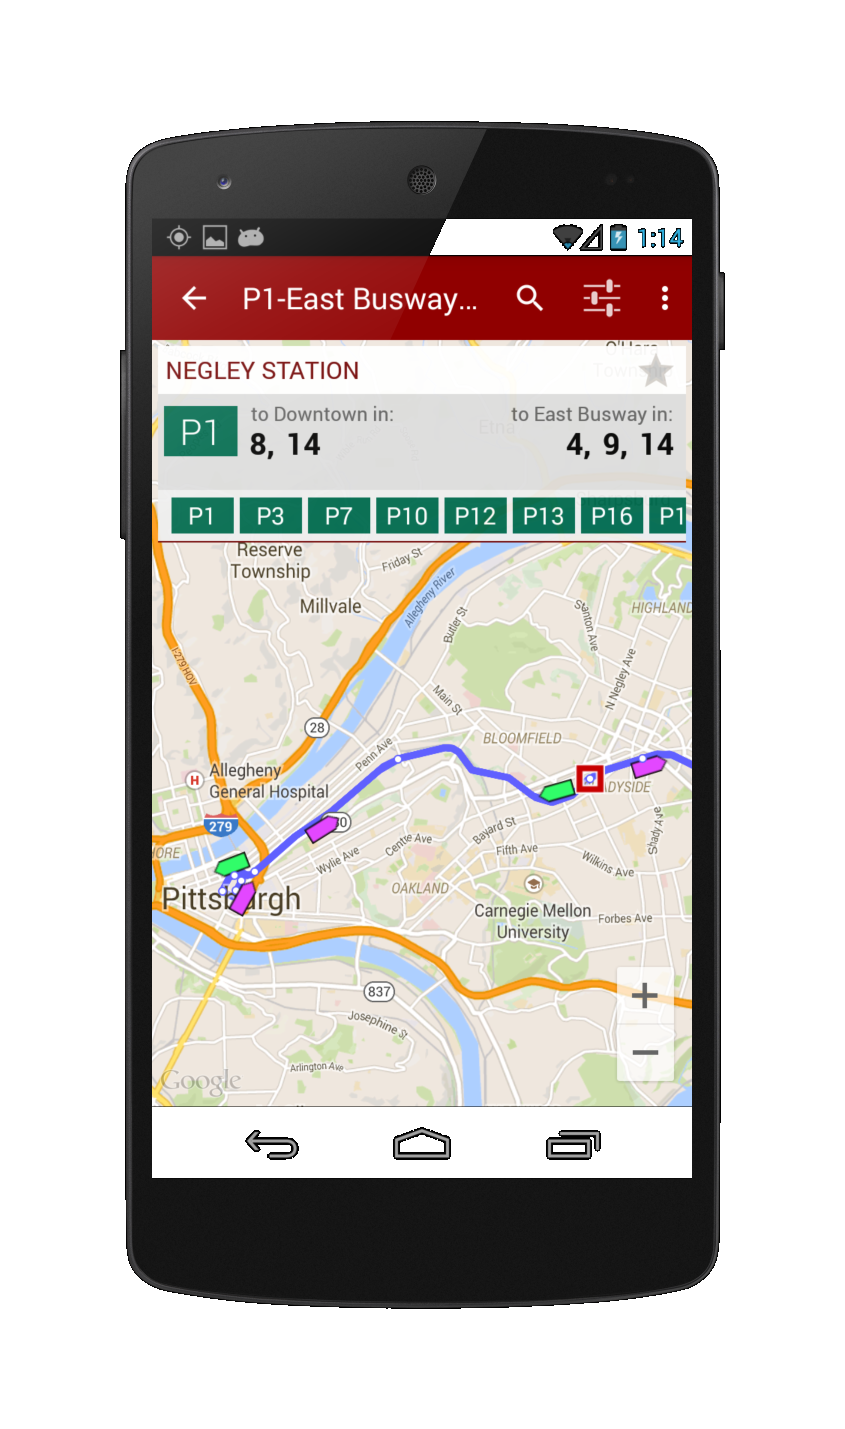 1:14
P1-East Busway...
O'Hara
Town
NEGLEY STATION
P1
to Downtown in:
8, 14
to East Busway in:
4, 9, 14
Etna
P1 P3 P7 P10 P12 P13 P16 P1
Reserve
Township
Friday St
Millvale
Allegheny River
Butler St
Stanton Ave
HIGHLAND
I-279 HOV
N Negley Ave
Main St
28
Penn Ave
BLOOMFIELD
H
Allegheny
General Hospital
ADYSIDE
279
Bayard St
Shady Ave
Centre Ave
Fifth Ave
Wylie Ave
Wilkins Ave
Pittsburgh
OAKLAND
Carnegie Mellon
University
Forbes Ave
837
Josephine St
Arlington Ave
Google
+
−